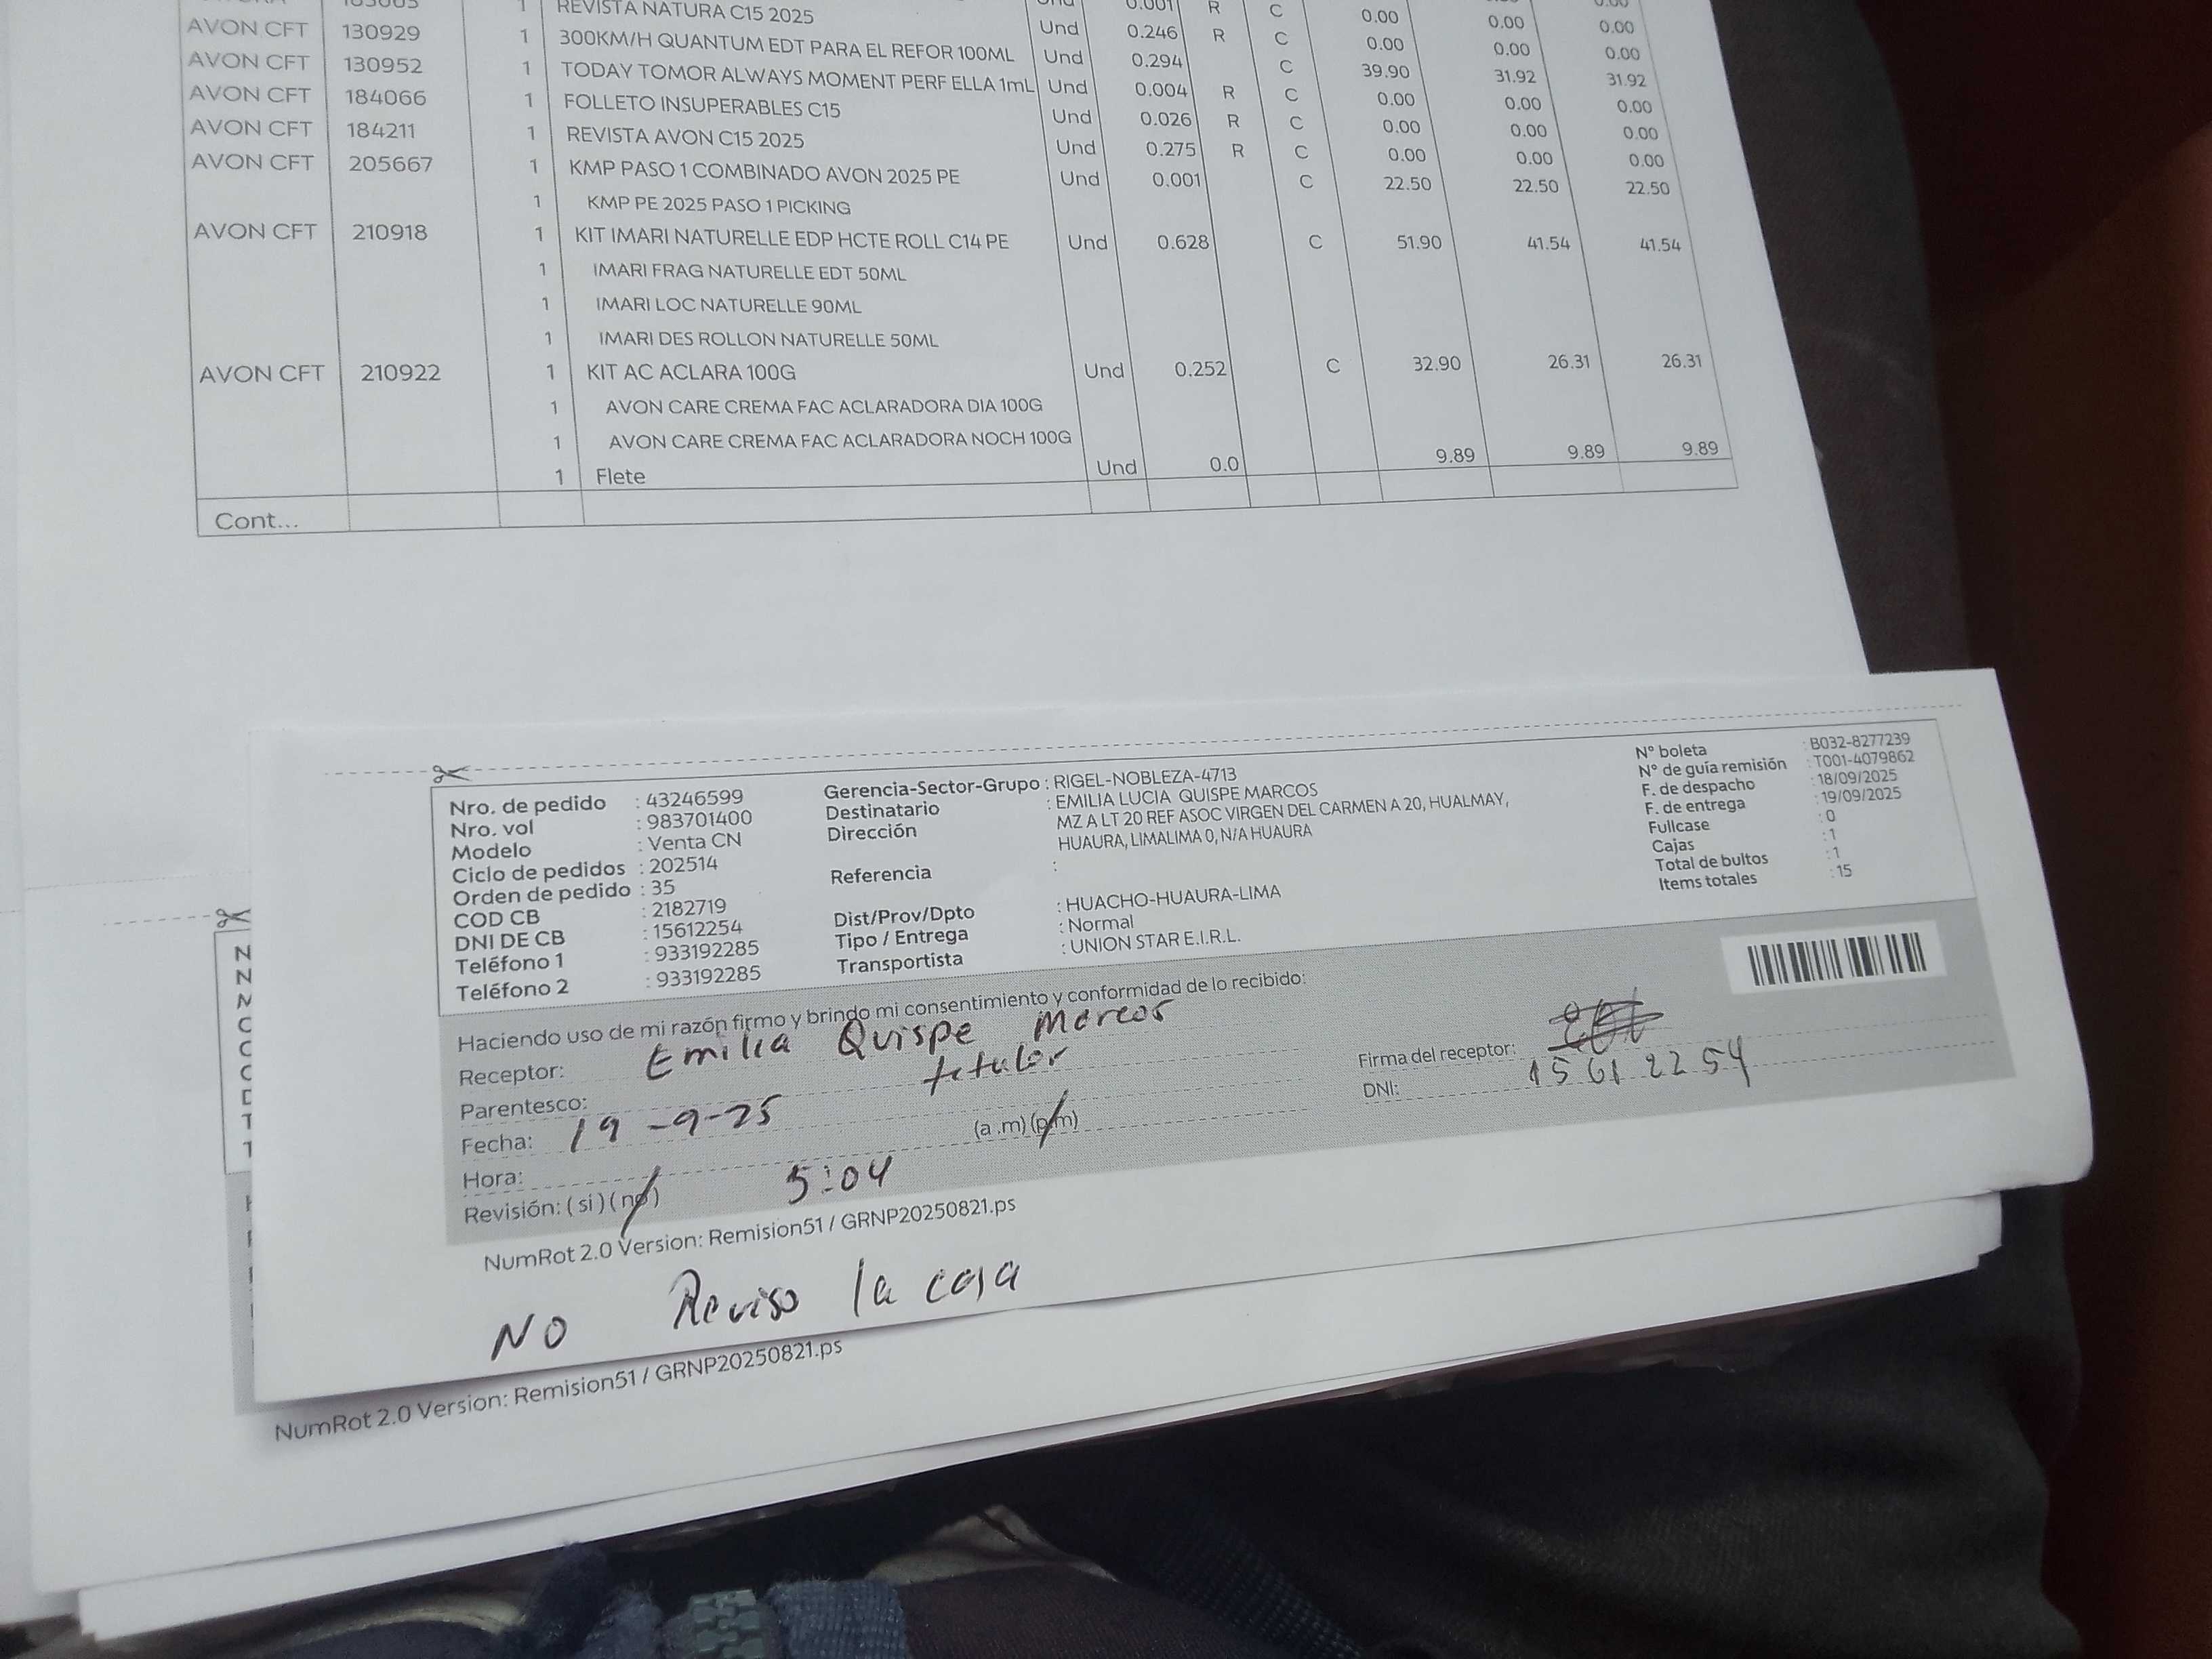 REVISTA NATURA C15 2025 Und 0.001 R C 0.00 0.00 0.00
AVON CFT 130929 1 300KM/H QUANTUM EDT PARA EL REFOR 100ML Und 0.246 R C 0.00 0.00 0.00
AVON CFT 130952 1 TODAY TOMOR ALWAYS MOMENT PERF ELLA 1mL Und 0.294 C 39.90 31.92 31.92
AVON CFT 184066 1 FOLLETO INSUPERABLES C15 Und 0.004 R C 0.00 0.00 0.00
AVON CFT 184211 1 REVISTA AVON C15 2025 Und 0.026 R C 0.00 0.00 0.00
AVON CFT 205667 1 KMP PASO 1 COMBINADO AVON 2025 PE Und 0.275 R C 0.00 0.00 0.00
1 KMP PE 2025 PASO 1 PICKING Und 0.001 C 22.50 22.50 22.50
AVON CFT 210918 1 KIT IMARI NATURELLE EDP HCTE ROLL C14 PE Und 0.628 C 51.90 41.54 41.54
1 IMARI FRAG NATURELLE EDT 50ML
1 IMARI LOC NATURELLE 90ML
1 IMARI DES ROLLON NATURELLE 50ML
AVON CFT 210922 1 KIT AC ACLARA 100G Und 0.252 C 32.90 26.31 26.31
1 AVON CARE CREMA FAC ACLARADORA DIA 100G
1 AVON CARE CREMA FAC ACLARADORA NOCH 100G
1 Flete Und 0.0 9.89 9.89 9.89
Cont...
Nro. de pedido : 43246599
Nro. vol : 983701400
Modelo : Venta CN
Ciclo de pedidos : 202514
Orden de pedido : 35
COD CB : 2182719
DNI DE CB : 15612254
Teléfono 1 : 933192285
Teléfono 2 : 933192285
Gerencia-Sector-Grupo : RIGEL-NOBLEZA-4713
Destinatario : EMILIA LUCIA QUISPE MARCOS
Dirección MZ A LT 20 REF ASOC VIRGEN DEL CARMEN A 20, HUALMAY,
HUAURA, LIMALIMA 0, N/A HUAURA
Referencia :
Dist/Prov/Dpto : HUACHO-HUAURA-LIMA
Tipo / Entrega : Normal
Transportista : UNION STAR E.I.R.L.
N° boleta : B032-8277239
N° de guía remisión : T001-4079862
F. de despacho : 18/09/2025
F. de entrega : 19/09/2025
Fullcase : 0
Cajas : 1
Total de bultos : 1
Items totales : 15
Haciendo uso de mi razón firmo y brindo mi consentimiento y conformidad de lo recibido:
Receptor: Emilia Quispe Marcos
Parentesco: titular
Fecha: 19-9-25
Hora: 5:04 (a.m) (p.m)
Revisión: (si) (no)
Firma del receptor:
DNI: 15612254
NumRot 2.0 Version: Remision51 / GRNP20250821.ps
NO Reviso la caja
NumRot 2.0 Version: Remision51 / GRNP20250821.ps